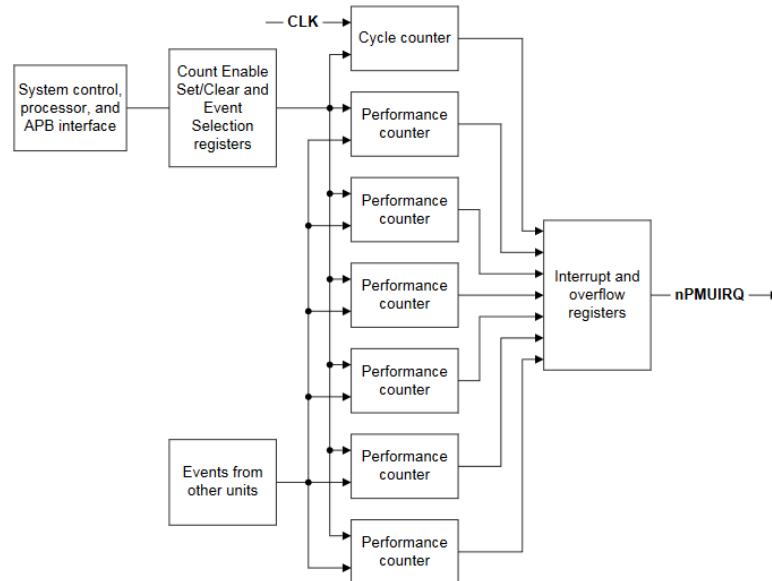 CLK
Cycle counter
System control,
processor, and
APB interface
Count Enable
Set/Clear and
Event
Selection
registers
Performance
counter
Performance
counter
Performance
counter
Performance
counter
Performance
counter
Performance
counter
Interrupt and
overflow
registers
nPMUIRQ
Events from
other units